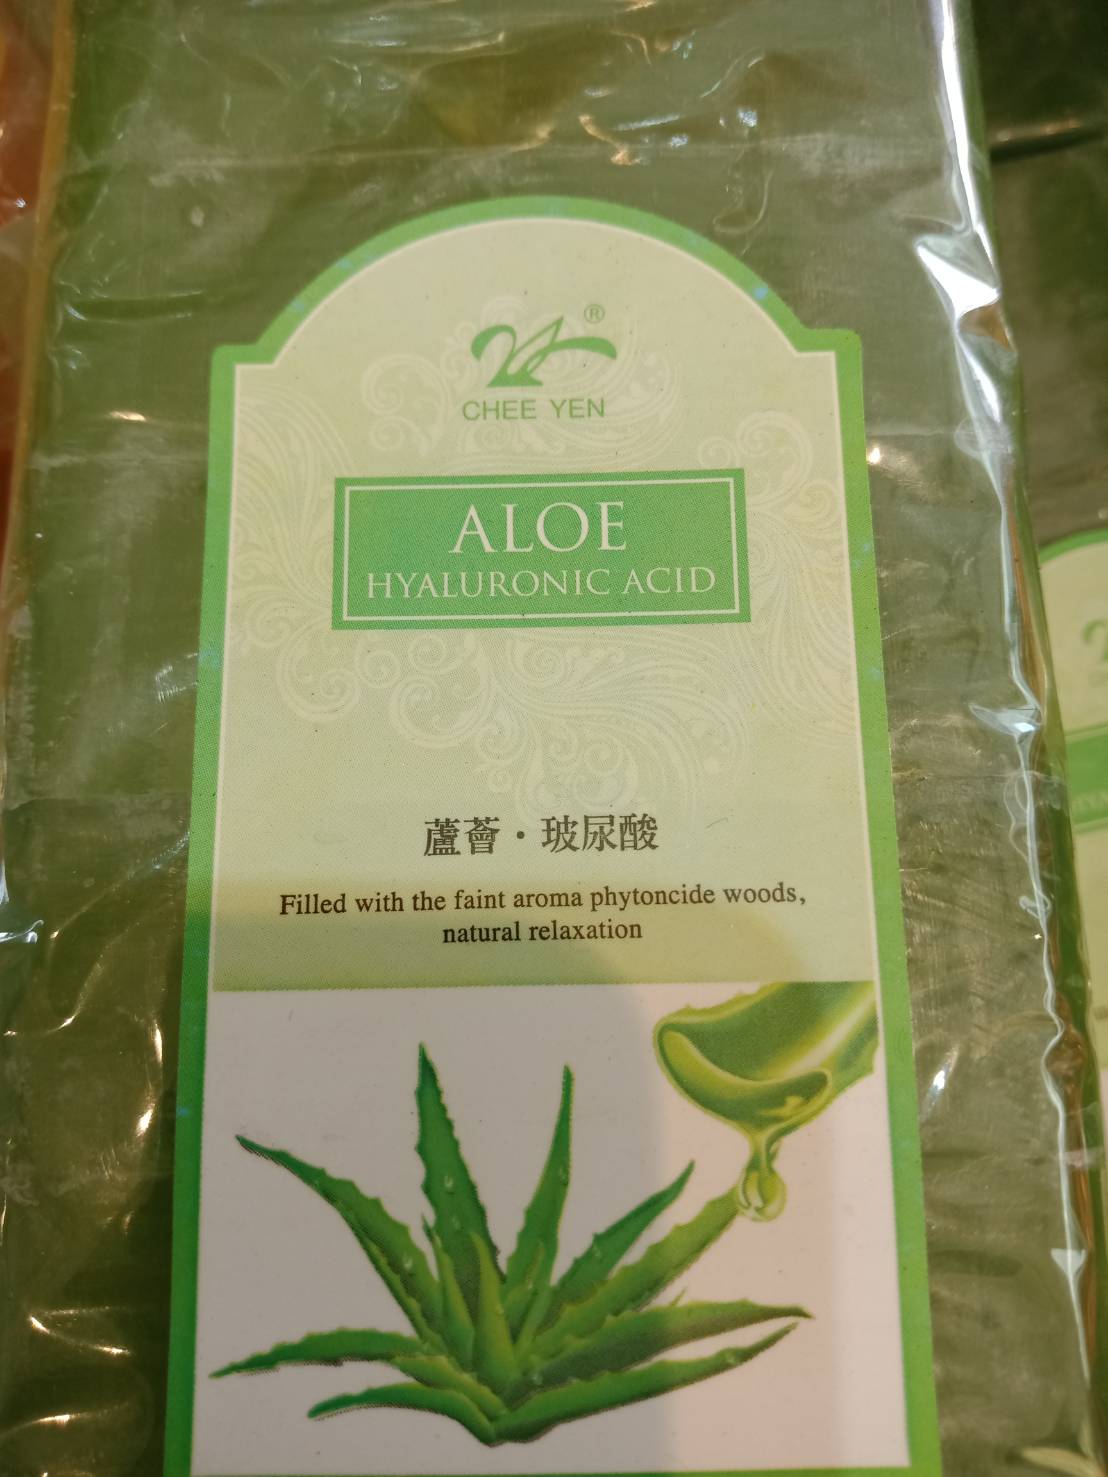 ®
CHEE YEN
ALOE
HYALURONIC ACID
蘆薈·玻尿酸
Filled with the faint aroma phytoncide woods,
natural relaxation